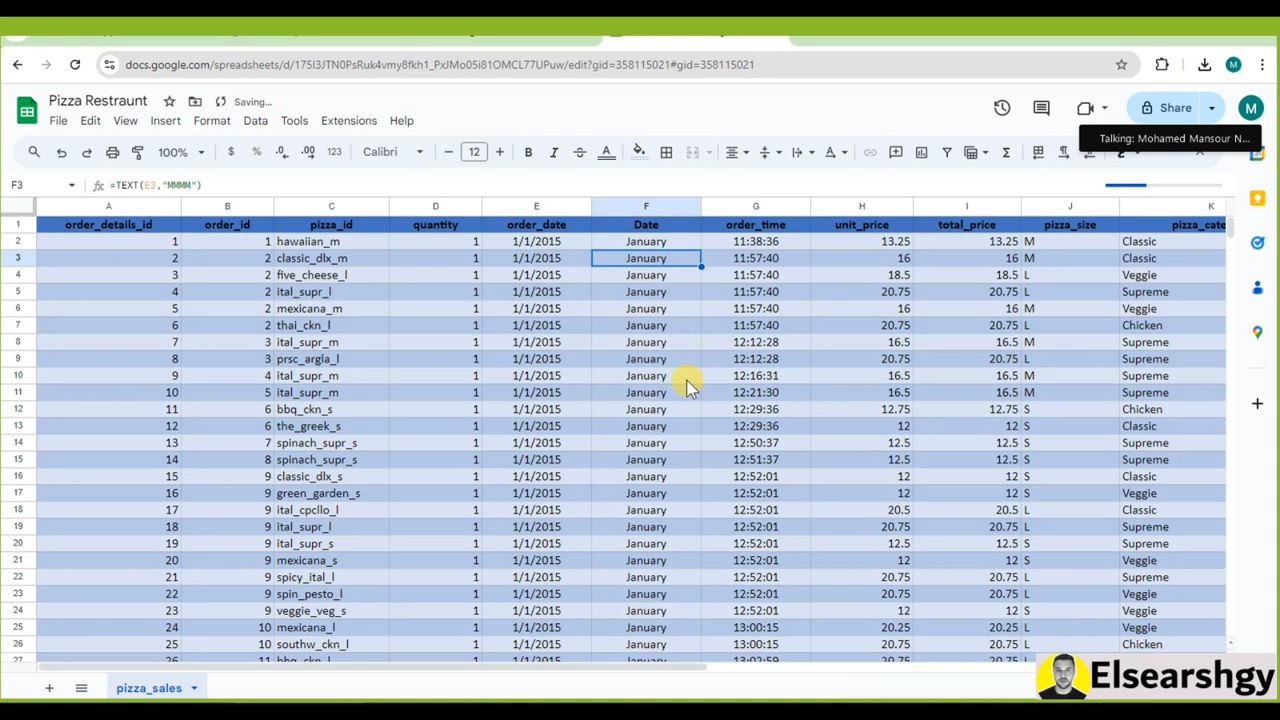 docs.google.com/spreadsheets/d/175I3JTN0PsRuk4vmy8fkh1_PxJMo05i81OMCL77UPuw/edit?gid=358115021#gid=358115021
M
Pizza Restraunt
Saving...
Share
M
File Edit View Insert Format Data Tools Extensions Help
Talking: Mohamed Mansour N...
100% $ % .0 .00 123 Calibri 12 B I A
F3 fx =TEXT(E3,"MMMM")
A B C D E F G H I J K
1 order_details_id order_id pizza_id quantity order_date Date order_time unit_price total_price pizza_size pizza_cate
2 1 1 hawaiian_m 1 1/1/2015 January 11:38:36 13.25 13.25 M Classic
3 2 2 classic_dlx_m 1 1/1/2015 January 11:57:40 16 16 M Classic
4 3 2 five_cheese_l 1 1/1/2015 January 11:57:40 18.5 18.5 L Veggie
5 4 2 ital_supr_l 1 1/1/2015 January 11:57:40 20.75 20.75 L Supreme
6 5 2 mexicana_m 1 1/1/2015 January 11:57:40 16 16 M Veggie
7 6 2 thai_ckn_l 1 1/1/2015 January 11:57:40 20.75 20.75 L Chicken
8 7 3 ital_supr_m 1 1/1/2015 January 12:12:28 16.5 16.5 M Supreme
9 8 3 prsc_argla_l 1 1/1/2015 January 12:12:28 20.75 20.75 L Supreme
10 9 4 ital_supr_m 1 1/1/2015 January 12:16:31 16.5 16.5 M Supreme
11 10 5 ital_supr_m 1 1/1/2015 January 12:21:30 16.5 16.5 M Supreme
12 11 6 bbq_ckn_s 1 1/1/2015 January 12:29:36 12.75 12.75 S Chicken
13 12 6 the_greek_s 1 1/1/2015 January 12:29:36 12 12 S Classic
14 13 7 spinach_supr_s 1 1/1/2015 January 12:50:37 12.5 12.5 S Supreme
15 14 8 spinach_supr_s 1 1/1/2015 January 12:51:37 12.5 12.5 S Supreme
16 15 9 classic_dlx_s 1 1/1/2015 January 12:52:01 12 12 S Classic
17 16 9 green_garden_s 1 1/1/2015 January 12:52:01 12 12 S Veggie
18 17 9 ital_cpcllo_l 1 1/1/2015 January 12:52:01 20.5 20.5 L Classic
19 18 9 ital_supr_l 1 1/1/2015 January 12:52:01 20.75 20.75 L Supreme
20 19 9 ital_supr_s 1 1/1/2015 January 12:52:01 12.5 12.5 S Supreme
21 20 9 mexicana_s 1 1/1/2015 January 12:52:01 12 12 S Veggie
22 21 9 spicy_ital_l 1 1/1/2015 January 12:52:01 20.75 20.75 L Supreme
23 22 9 spin_pesto_l 1 1/1/2015 January 12:52:01 20.75 20.75 L Veggie
24 23 9 veggie_veg_s 1 1/1/2015 January 12:52:01 12 12 S Veggie
25 24 10 mexicana_l 1 1/1/2015 January 13:00:15 20.25 20.25 L Veggie
26 25 10 southw_ckn_l 1 1/1/2015 January 13:00:15 20.75 20.75 L Chicken
27 26 11 bbq_ckn_l 1 1/1/2015 January 13:02:59 20.75 20.75 L
pizza_sales
Elsearshgy